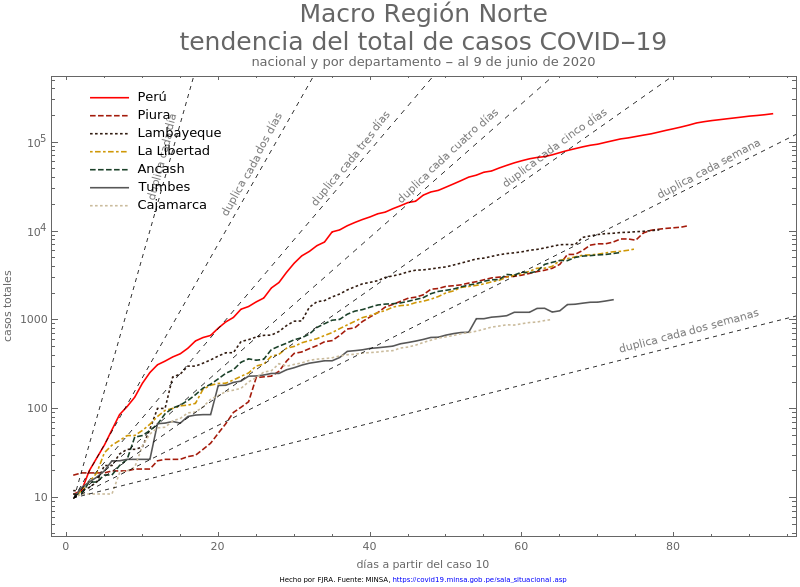 Macro Región Norte
tendencia del total de casos COVID−19
nacional y por departamento − al 9 de junio de 2020
Perú
Piura
Lambayeque
La Libertad
Ancash
Tumbes
Cajamarca
duplica cada día
duplica cada dos días
duplica cada tres días
duplica cada cuatro días
duplica cada cinco días
duplica cada semana
duplica cada dos semanas
casos totales
10⁵
10⁴
1000
100
10
0 20 40 60 80
días a partir del caso 10
Hecho por FJRA. Fuente: MINSA, https://covid19.minsa.gob.pe/sala_situacional.asp